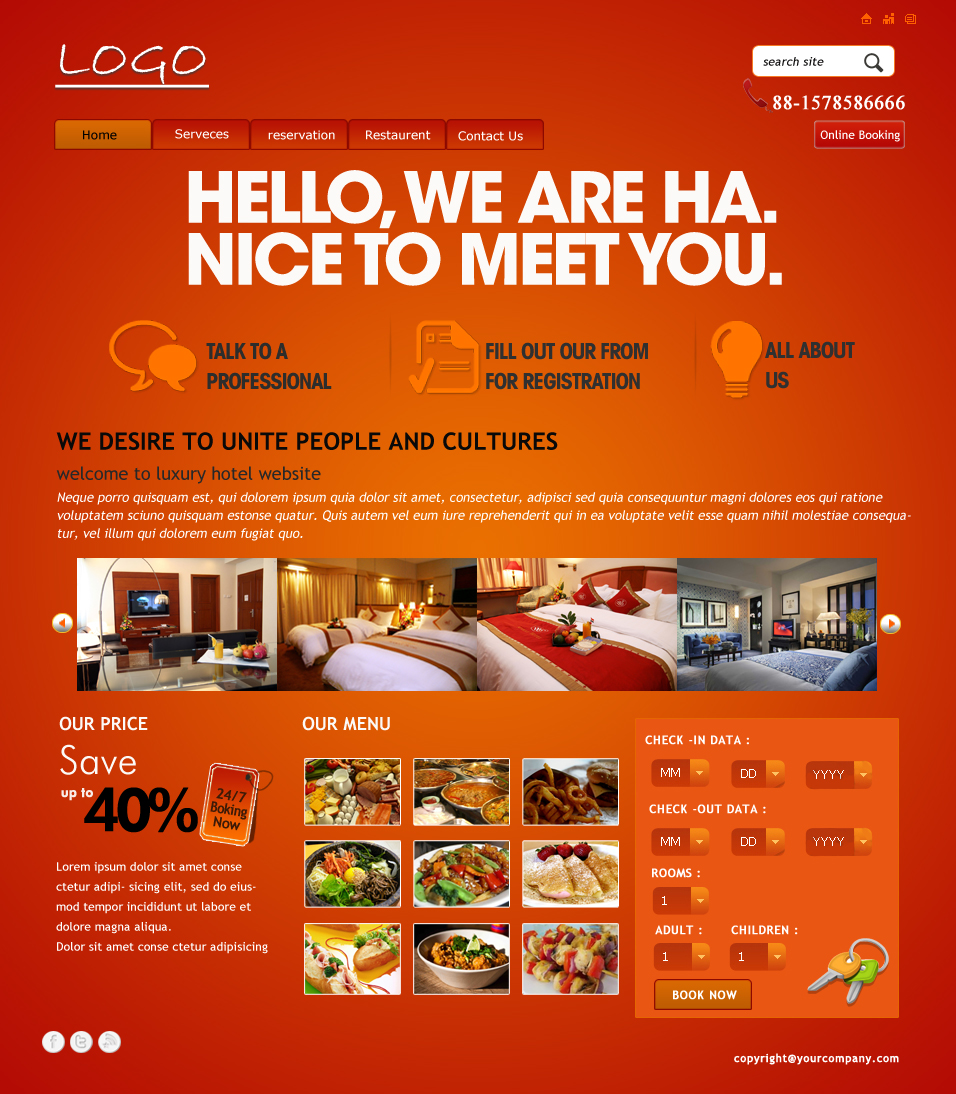 LOGO
search site
88-1578586666
Home
Serveces
reservation
Restaurent
Contact Us
Online Booking
HELLO, WE ARE HA.
NICE TO MEET YOU.
TALK TO A
PROFESSIONAL
FILL OUT OUR FROM
FOR REGISTRATION
ALL ABOUT
US
WE DESIRE TO UNITE PEOPLE AND CULTURES
welcome to luxury hotel website
Neque porro quisquam est, qui dolorem ipsum quia dolor sit amet, consectetur, adipisci sed quia consequuntur magni dolores eos qui ratione
voluptatem sciuno quisquam estonse quatur. Quis autem vel eum iure reprehenderit qui in ea voluptate velit esse quam nihil molestiae consequa-
tur, vel illum qui dolorem eum fugiat quo.
OUR PRICE
Save
up to 40%
24/7
Boking
Now
Lorem ipsum dolor sit amet conse
ctetur adipi- sicing elit, sed do eius-
mod tempor incididunt ut labore et
dolore magna aliqua.
Dolor sit amet conse ctetur adipisicing
OUR MENU
CHECK -IN DATA :
MM DD YYYY
CHECK -OUT DATA :
MM DD YYYY
ROOMS :
1
ADULT : CHILDREN :
1 1
BOOK NOW
copyright@yourcompany.com